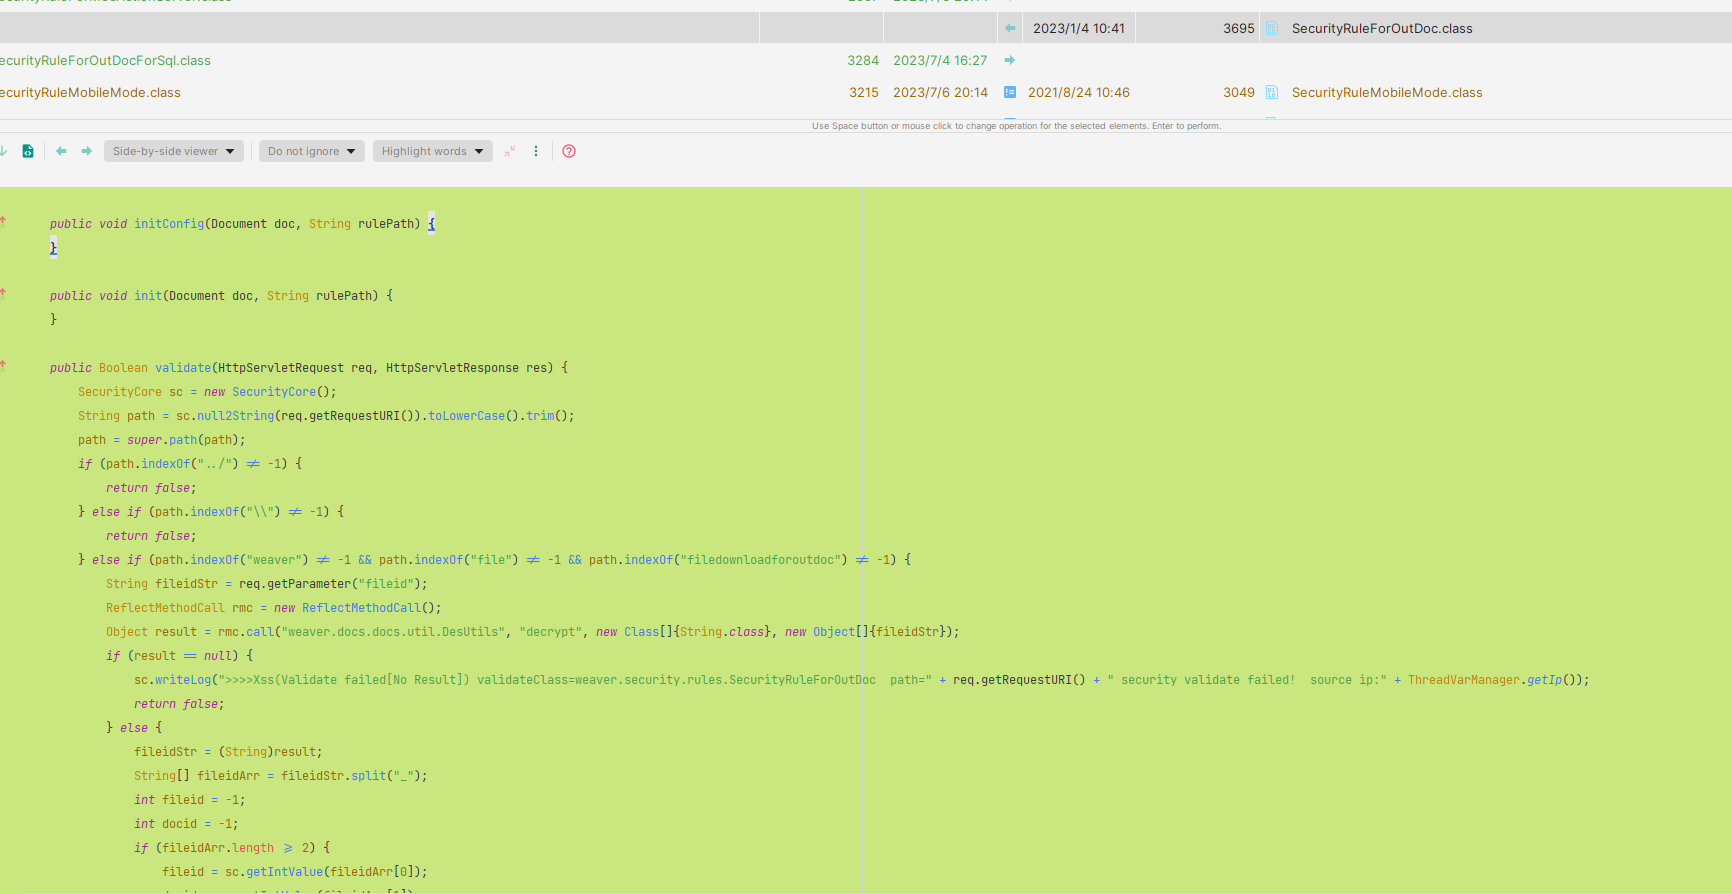 2023/1/4 10:41 3695 SecurityRuleForOutDoc.class
ecurityRuleForOutDocForSql.class 3284 2023/7/4 16:27
ecurityRuleMobileMode.class 3215 2023/7/6 20:14 2021/8/24 10:46 3049 SecurityRuleMobileMode.class
Use Space button or mouse click to change operation for the selected elements. Enter to perform.
Side-by-side viewer Do not ignore Highlight words
public void initConfig(Document doc, String rulePath) {
}
public void init(Document doc, String rulePath) {
}
public Boolean validate(HttpServletRequest req, HttpServletResponse res) {
SecurityCore sc = new SecurityCore();
String path = sc.null2String(req.getRequestURI()).toLowerCase().trim();
path = super.path(path);
if (path.indexOf("../") ≠ -1) {
return false;
} else if (path.indexOf("\\") ≠ -1) {
return false;
} else if (path.indexOf("weaver") ≠ -1 && path.indexOf("file") ≠ -1 && path.indexOf("filedownloadforoutdoc") ≠ -1) {
String fileidStr = req.getParameter("fileid");
ReflectMethodCall rmc = new ReflectMethodCall();
Object result = rmc.call("weaver.docs.docs.util.DesUtils", "decrypt", new Class[]{String.class}, new Object[]{fileidStr});
if (result == null) {
sc.writeLog(">>>>Xss(Validate failed[No Result]) validateClass=weaver.security.rules.SecurityRuleForOutDoc  path=" + req.getRequestURI() + " security validate failed!  source ip:" + ThreadVarManager.getIp());
return false;
} else {
fileidStr = (String)result;
String[] fileidArr = fileidStr.split("_");
int fileid = -1;
int docid = -1;
if (fileidArr.length ≥ 2) {
fileid = sc.getIntValue(fileidArr[0]);